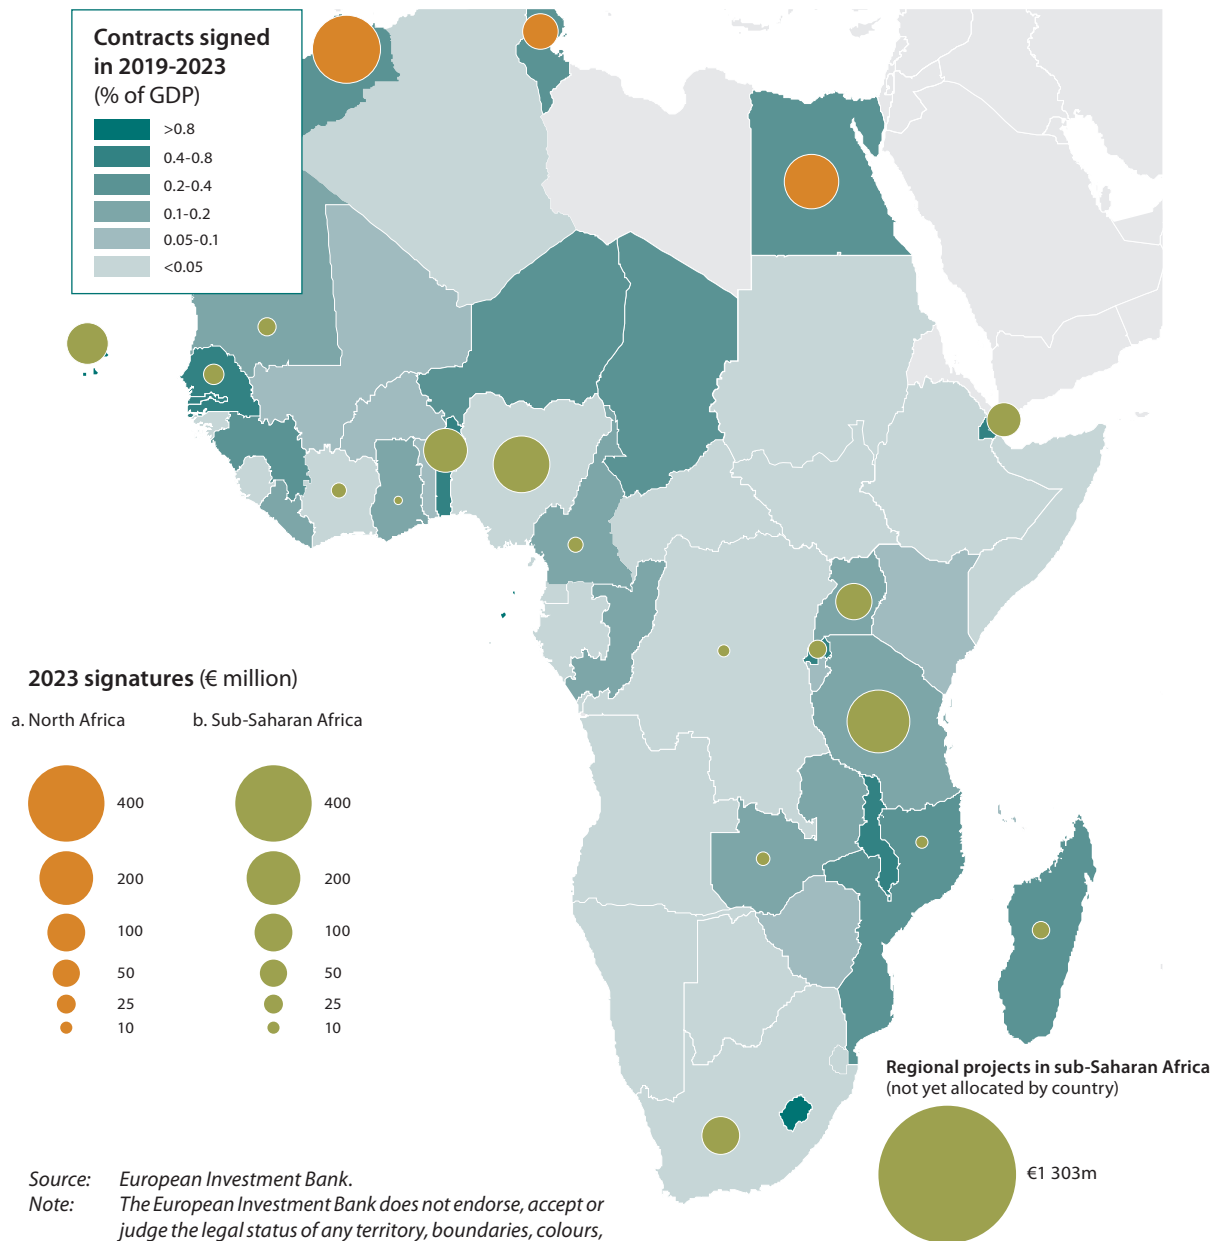 Contracts signed
in 2019-2023
(% of GDP)
>0.8
0.4-0.8
0.2-0.4
0.1-0.2
0.05-0.1
<0.05
2023 signatures (€ million)
a. North Africa
b. Sub-Saharan Africa
400
400
200
200
100
100
50
50
25
25
10
10
Regional projects in sub-Saharan Africa
(not yet allocated by country)
€1 303m
Source: European Investment Bank.
Note: The European Investment Bank does not endorse, accept or
judge the legal status of any territory, boundaries, colours,